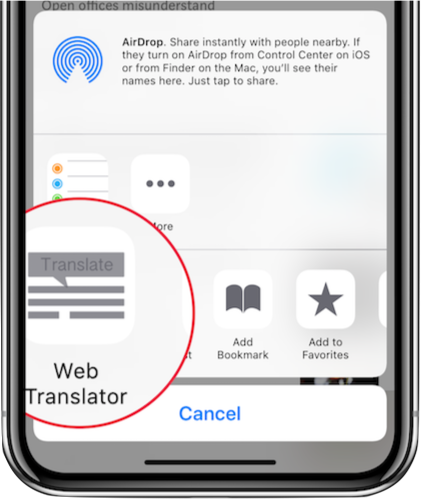 Open offices misunderstand
AirDrop. Share instantly with people nearby. If
they turn on AirDrop from Control Center on iOS
or from Finder on the Mac, you'll see their
names here. Just tap to share.
Translate
Web
Translator
Add
Bookmark
Add to
Favorites
Cancel